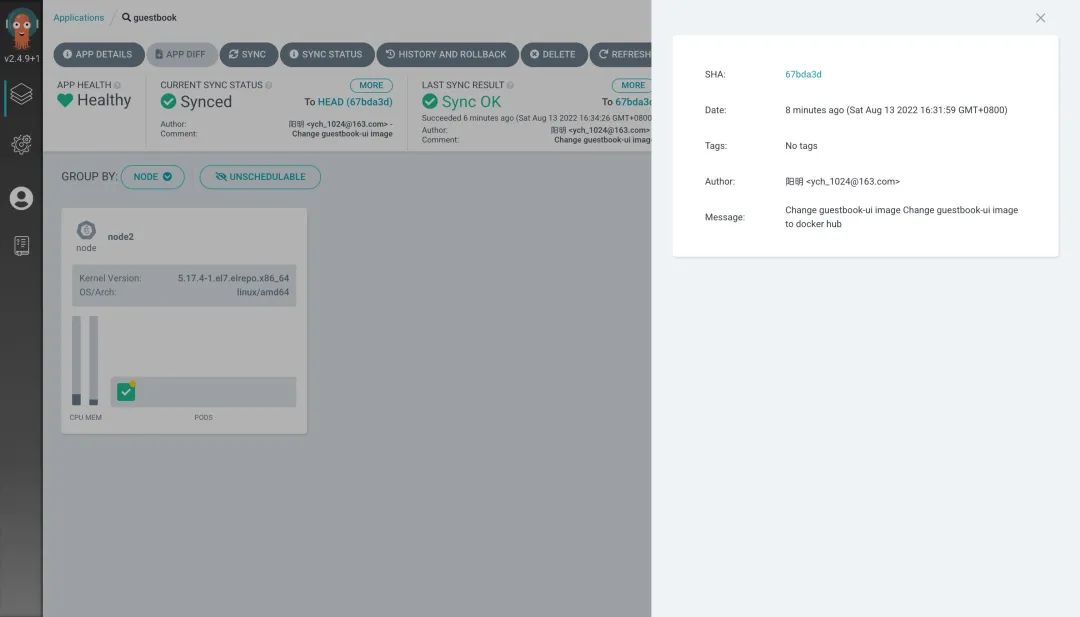 v2.4.9+1
Applications / guestbook
APP DETAILS APP DIFF SYNC SYNC STATUS HISTORY AND ROLLBACK DELETE REFRESH
APP HEALTH
Healthy
CURRENT SYNC STATUS MORE
Synced To HEAD (67bda3d)
Author: 阳明 <ych_1024@163.com> -
Comment: Change guestbook-ui image
LAST SYNC RESULT MORE
Sync OK To 67bda3d
Succeeded 6 minutes ago (Sat Aug 13 2022 16:34:26 GMT+0800
Author: 阳明 <ych_1024@163.com>
Comment: Change guestbook-ui image
GROUP BY: NODE UNSCHEDULABLE
node
node2
Kernel Version: 5.17.4-1.el7.elrepo.x86_64
OS/Arch: linux/amd64
CPU MEM PODS
SHA: 67bda3d
Date: 8 minutes ago (Sat Aug 13 2022 16:31:59 GMT+0800)
Tags: No tags
Author: 阳明 <ych_1024@163.com>
Message: Change guestbook-ui image Change guestbook-ui image
to docker hub